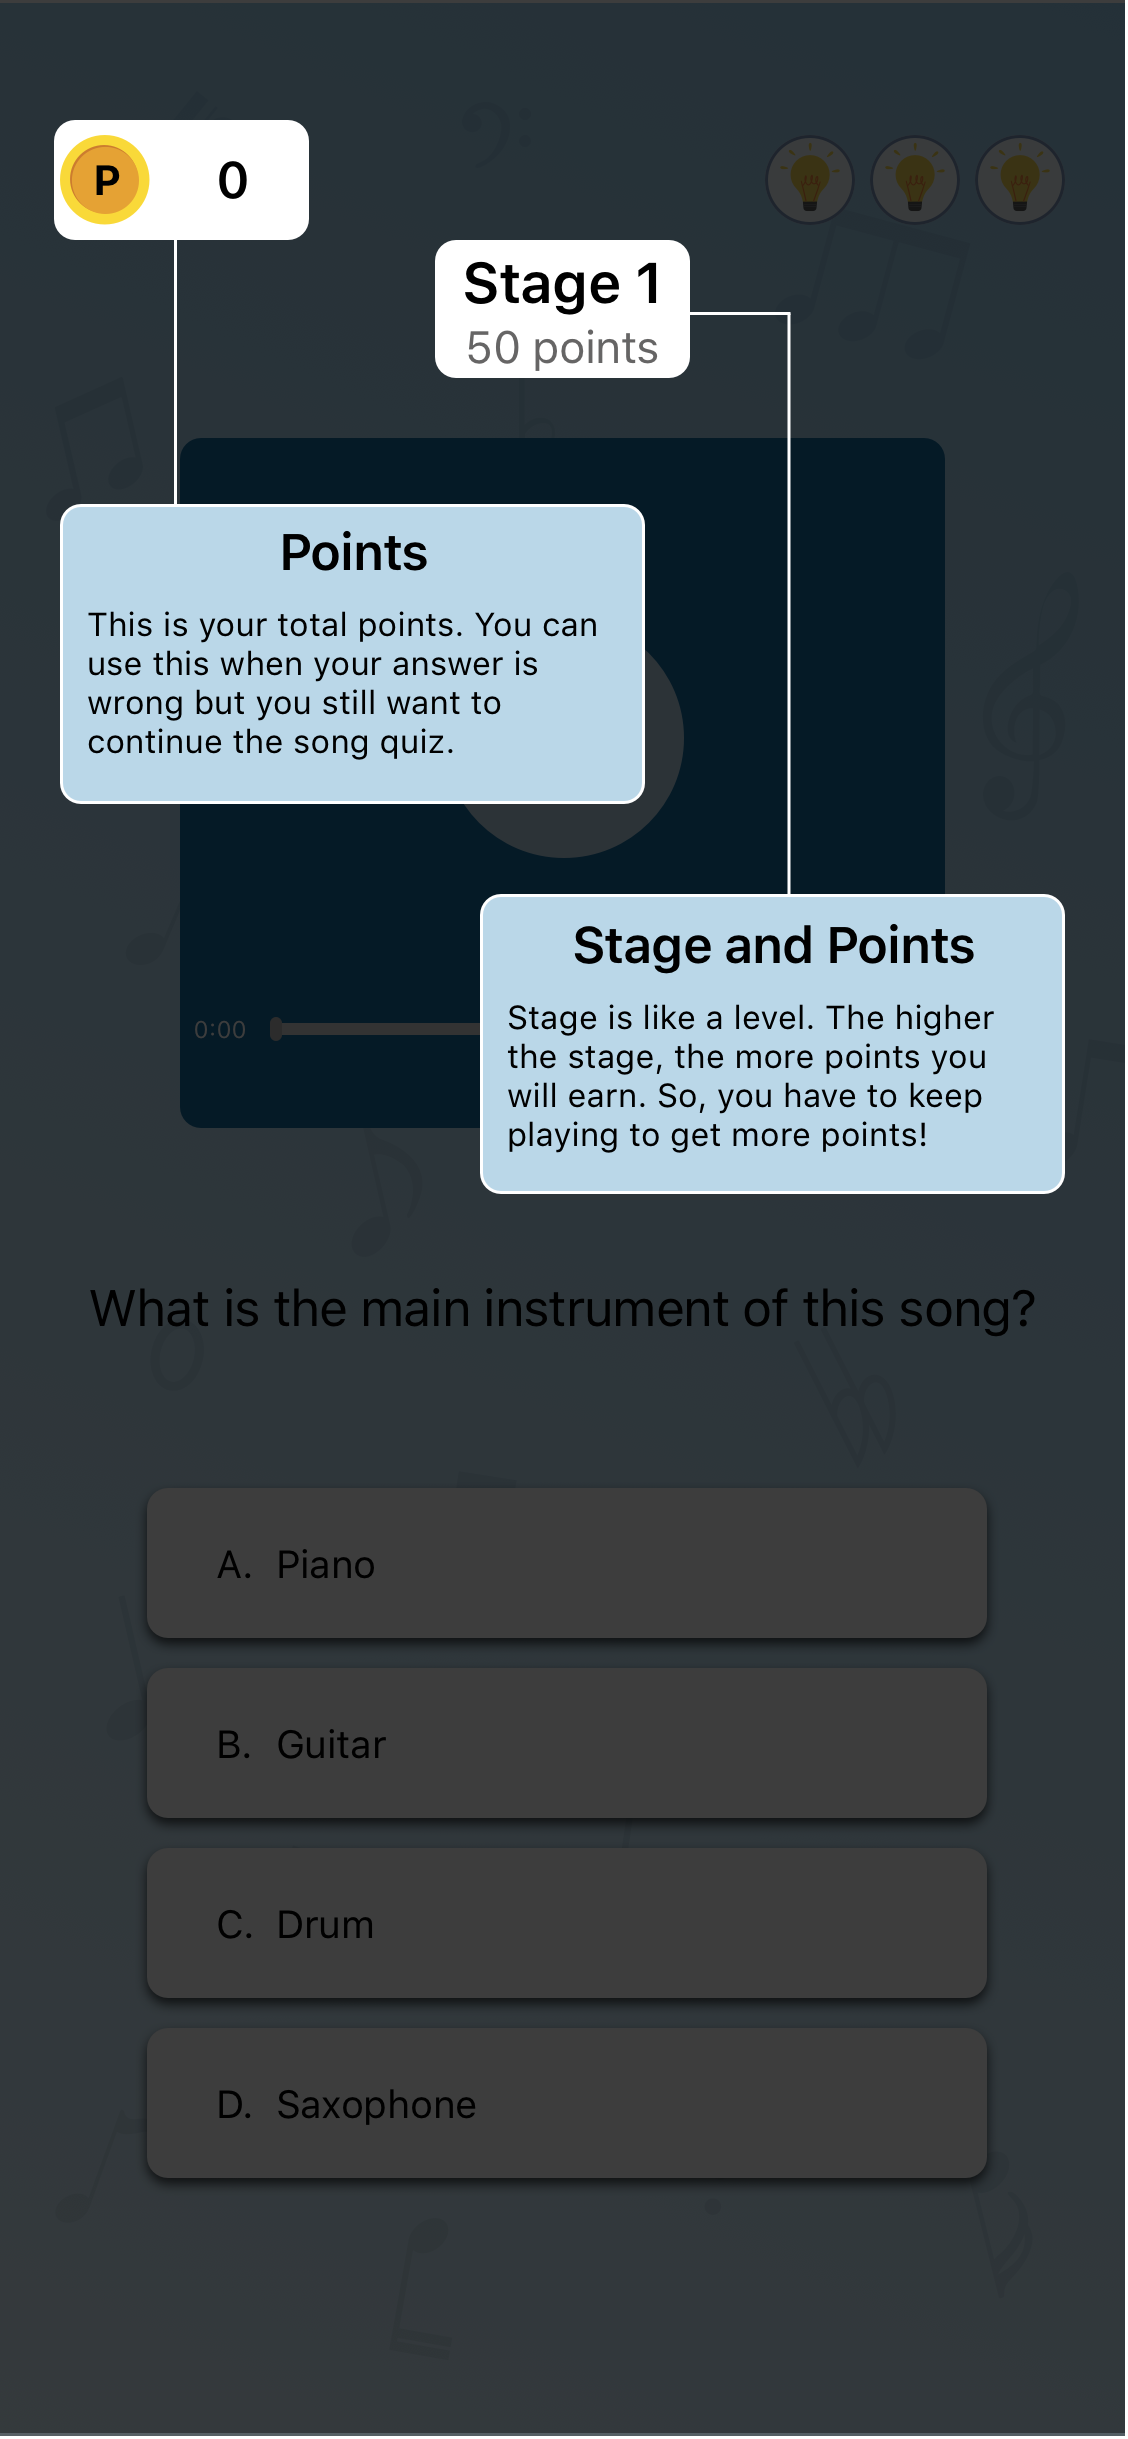 P 0
Stage 1
50 points
Points
This is your total points. You can
use this when your answer is
wrong but you still want to
continue the song quiz.
Stage and Points
Stage is like a level. The higher
the stage, the more points you
will earn. So, you have to keep
playing to get more points!
0:00
What is the main instrument of this song?
A. Piano
B. Guitar
C. Drum
D. Saxophone